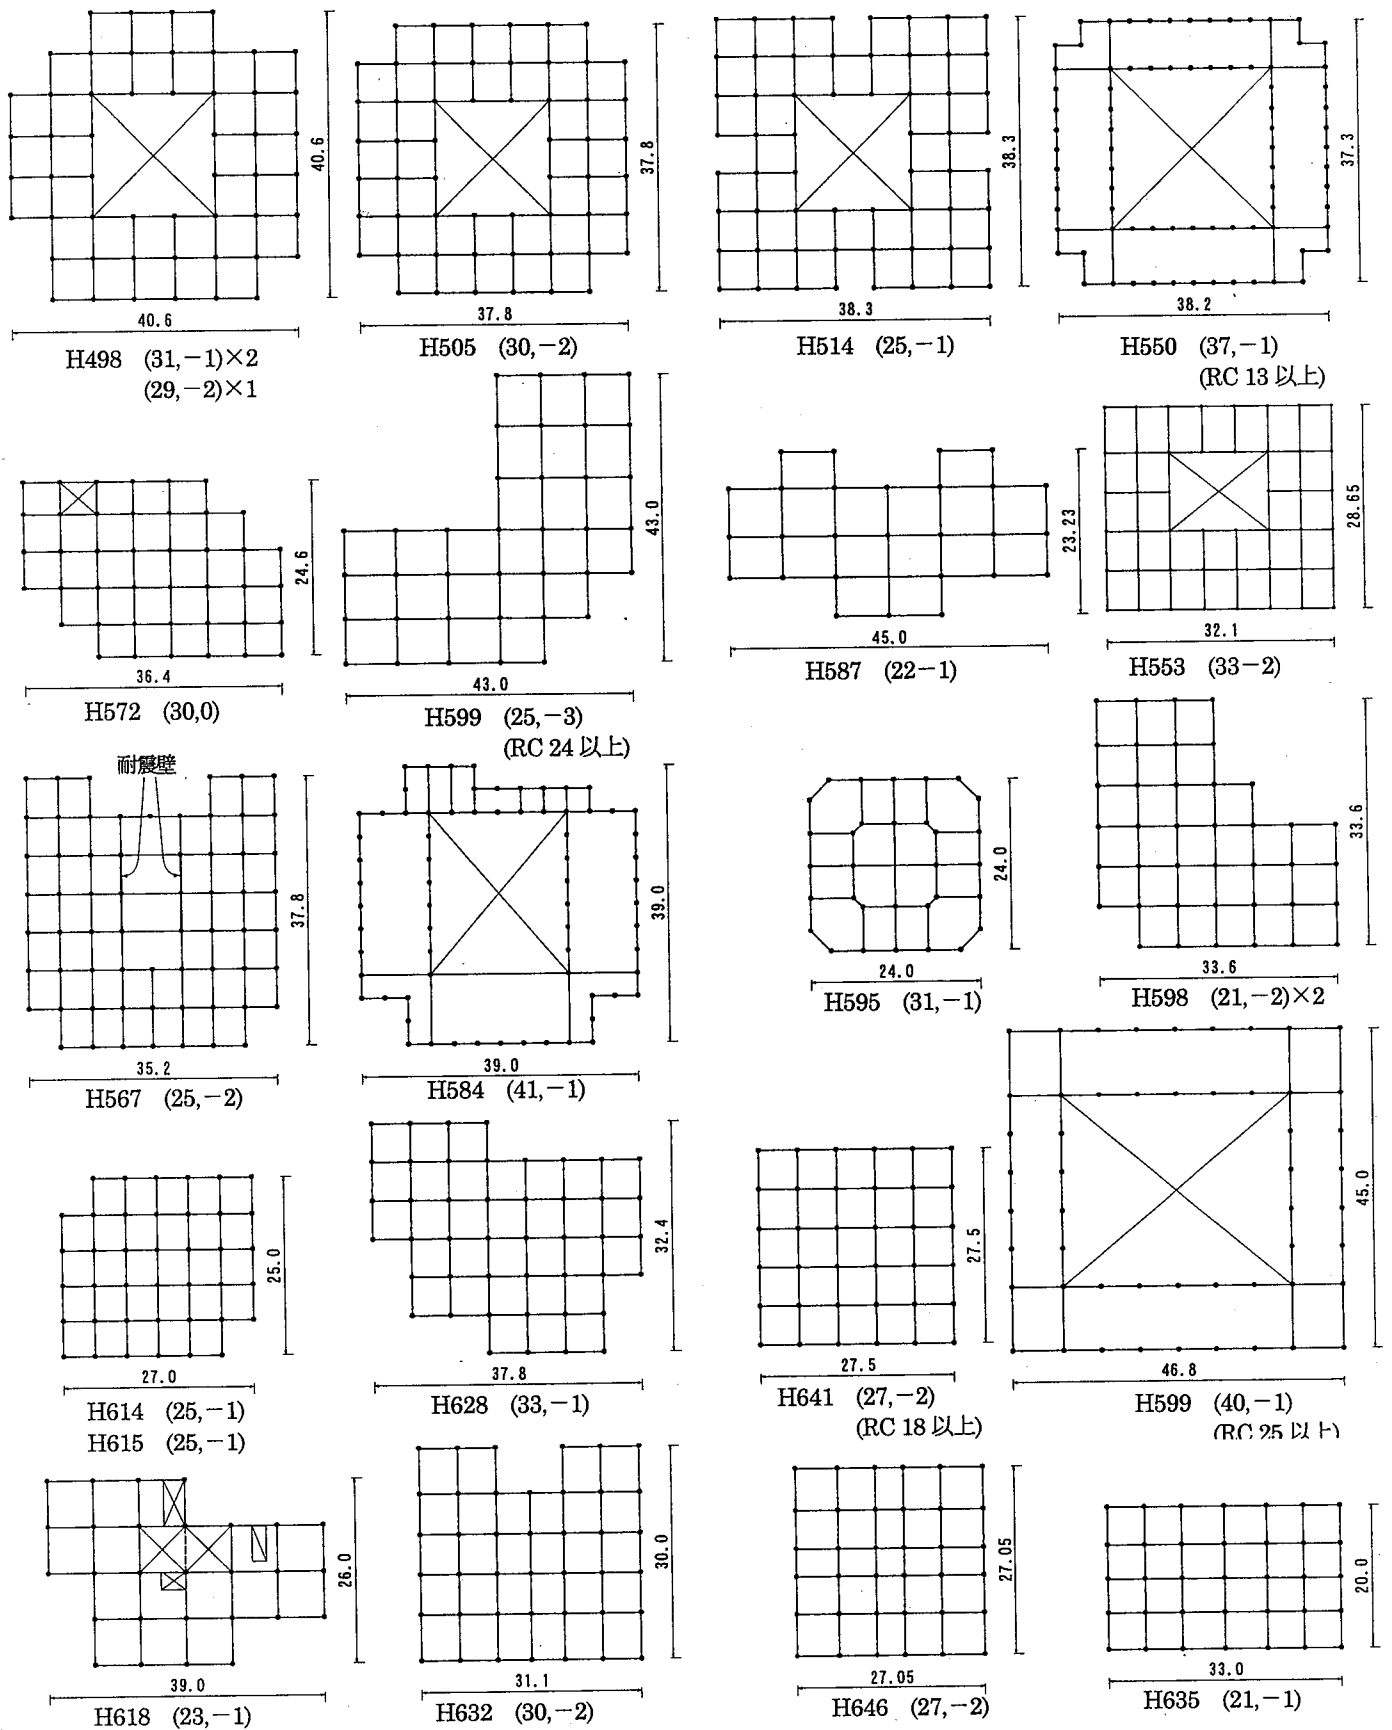 40.6
40.6
H498 (31,−1)×2
(29,−2)×1
37.8
37.8
H505 (30,−2)
38.3
38.3
H514 (25,−1)
37.3
38.2
H550 (37,−1)
(RC 13 以上)
24.6
36.4
H572 (30,0)
43.0
43.0
H599 (25,−3)
(RC 24 以上)
23.23
45.0
H587 (22−1)
28.65
32.1
H553 (33−2)
耐震壁
37.8
35.2
H567 (25,−2)
39.0
39.0
H584 (41,−1)
24.0
24.0
H595 (31,−1)
33.6
33.6
H598 (21,−2)×2
25.0
27.0
H614 (25,−1)
H615 (25,−1)
32.4
37.8
H628 (33,−1)
27.5
27.5
H641 (27,−2)
(RC 18 以上)
45.0
46.8
H599 (40,−1)
(RC 25 以上)
26.0
39.0
H618 (23,−1)
30.0
31.1
H632 (30,−2)
27.05
27.05
H646 (27,−2)
20.0
33.0
H635 (21,−1)